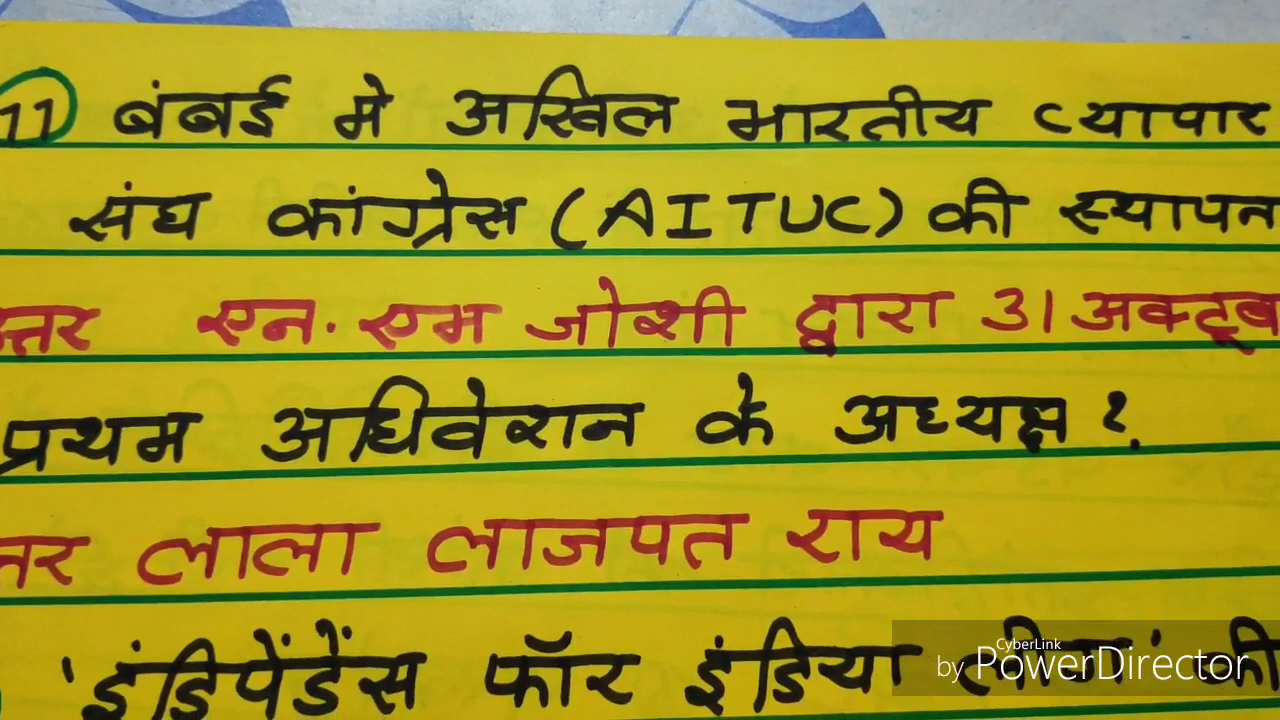 11 बंबई मे अखिल भारतीय व्यापार
संघ कांग्रेस (AITUC) की स्थापन
त्तर एन. एम जोशी द्वारा 31 अक्टूब
प्रथम अधिवेशन के अध्यक्ष ?
तर लाला लाजपत राय
'इंडिपेंडेंस फॉर इंडिया लीग' की
CyberLink
by PowerDirector